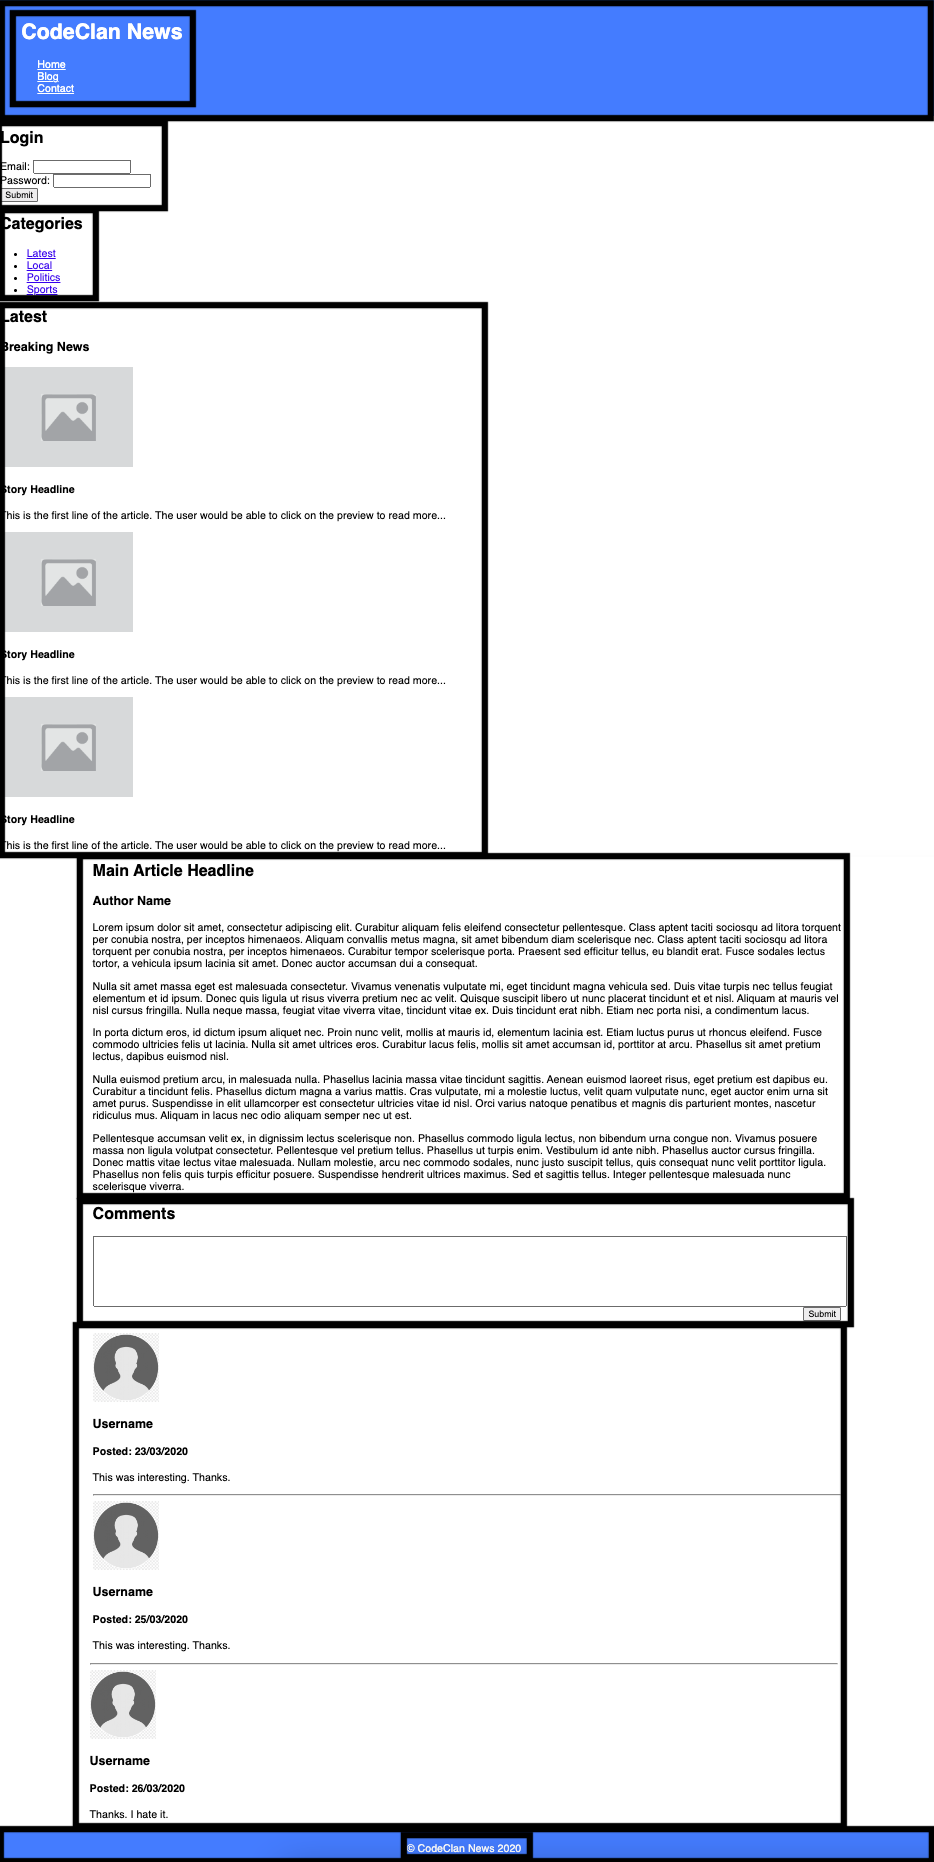 CodeClan News
Home
Blog
Contact
Login
Email:
Password:
Submit
Categories
Latest
Local
Politics
Sports
Latest
Breaking News
Story Headline
This is the first line of the article. The user would be able to click on the preview to read more...
Story Headline
This is the first line of the article. The user would be able to click on the preview to read more...
Story Headline
This is the first line of the article. The user would be able to click on the preview to read more...
Main Article Headline
Author Name
Lorem ipsum dolor sit amet, consectetur adipiscing elit. Curabitur aliquam felis eleifend consectetur pellentesque. Class aptent taciti sociosqu ad litora torquent
per conubia nostra, per inceptos himenaeos. Aliquam convallis metus magna, sit amet bibendum diam scelerisque nec. Class aptent taciti sociosqu ad litora
torquent per conubia nostra, per inceptos himenaeos. Curabitur tempor scelerisque porta. Praesent sed efficitur tellus, eu blandit erat. Fusce sodales lectus
tortor, a vehicula ipsum lacinia sit amet. Donec auctor accumsan dui a consequat.
Nulla sit amet massa eget est malesuada consectetur. Vivamus venenatis vulputate mi, eget tincidunt magna vehicula sed. Duis vitae turpis nec tellus feugiat
elementum et id ipsum. Donec quis ligula ut risus viverra pretium nec ac velit. Quisque suscipit libero ut nunc placerat tincidunt et et nisl. Aliquam at mauris vel
nisl cursus fringilla. Nulla neque massa, feugiat vitae viverra vitae, tincidunt vitae ex. Duis tincidunt erat nibh. Etiam nec porta nisi, a condimentum lacus.
In porta dictum eros, id dictum ipsum aliquet nec. Proin nunc velit, mollis at mauris id, elementum lacinia est. Etiam luctus purus ut rhoncus eleifend. Fusce
commodo ultricies felis ut lacinia. Nulla sit amet ultrices eros. Curabitur lacus felis, mollis sit amet accumsan id, porttitor at arcu. Phasellus sit amet pretium
lectus, dapibus euismod nisl.
Nulla euismod pretium arcu, in malesuada nulla. Phasellus lacinia massa vitae tincidunt sagittis. Aenean euismod laoreet risus, eget pretium est dapibus eu.
Curabitur a tincidunt felis. Phasellus dictum magna a varius mattis. Cras vulputate, mi a molestie luctus, velit quam vulputate nunc, eget auctor enim urna sit
amet purus. Suspendisse in elit ullamcorper est consectetur ultricies vitae id nisl. Orci varius natoque penatibus et magnis dis parturient montes, nascetur
ridiculus mus. Aliquam in lacus nec odio aliquam semper nec ut est.
Pellentesque accumsan velit ex, in dignissim lectus scelerisque non. Phasellus commodo ligula lectus, non bibendum urna congue non. Vivamus posuere
massa non ligula volutpat consectetur. Pellentesque vel pretium tellus. Phasellus ut turpis enim. Vestibulum id ante nibh. Phasellus auctor cursus fringilla.
Donec mattis vitae lectus vitae malesuada. Nullam molestie, arcu nec commodo sodales, nunc justo suscipit tellus, quis consequat nunc velit porttitor ligula.
Phasellus non felis quis turpis efficitur posuere. Suspendisse hendrerit ultrices maximus. Sed et sagittis tellus. Integer pellentesque malesuada nunc
scelerisque viverra.
Comments
Submit
Username
Posted: 23/03/2020
This was interesting. Thanks.
Username
Posted: 25/03/2020
This was interesting. Thanks.
Username
Posted: 26/03/2020
Thanks. I hate it.
© CodeClan News 2020